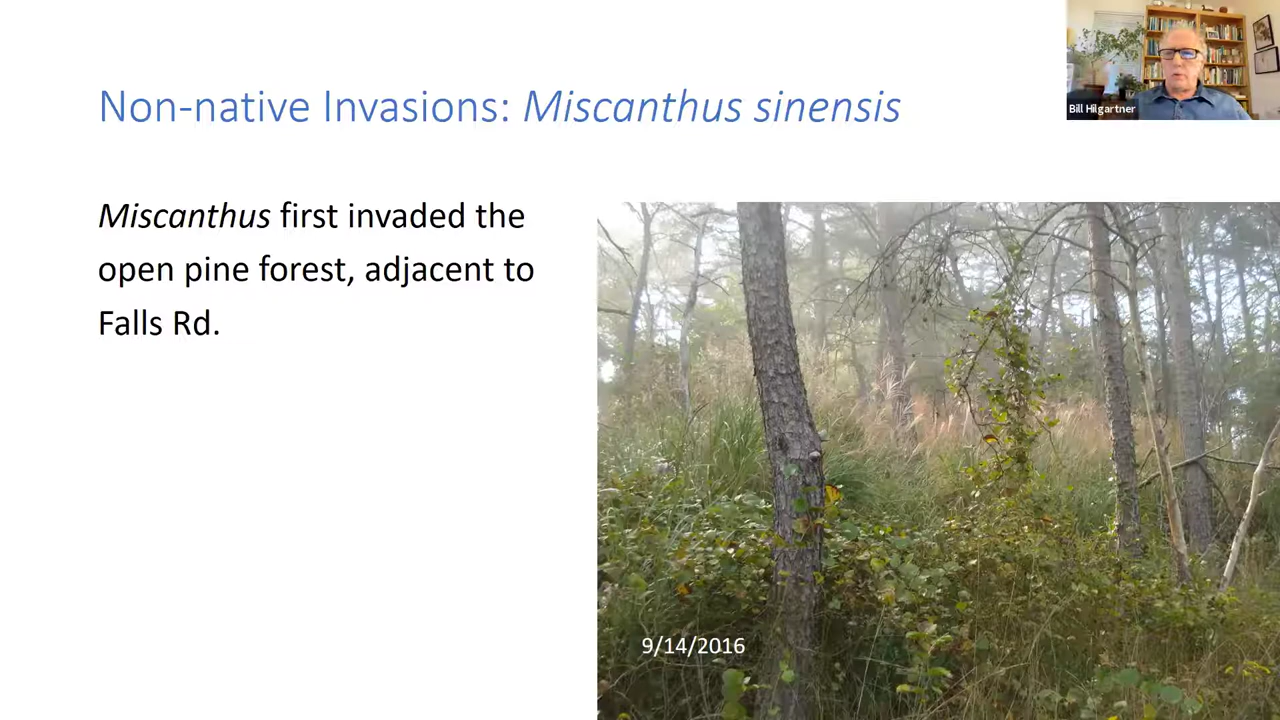 Bill Hilgartner
Non-native Invasions: Miscanthus sinensis
Miscanthus first invaded the
open pine forest, adjacent to
Falls Rd.
9/14/2016